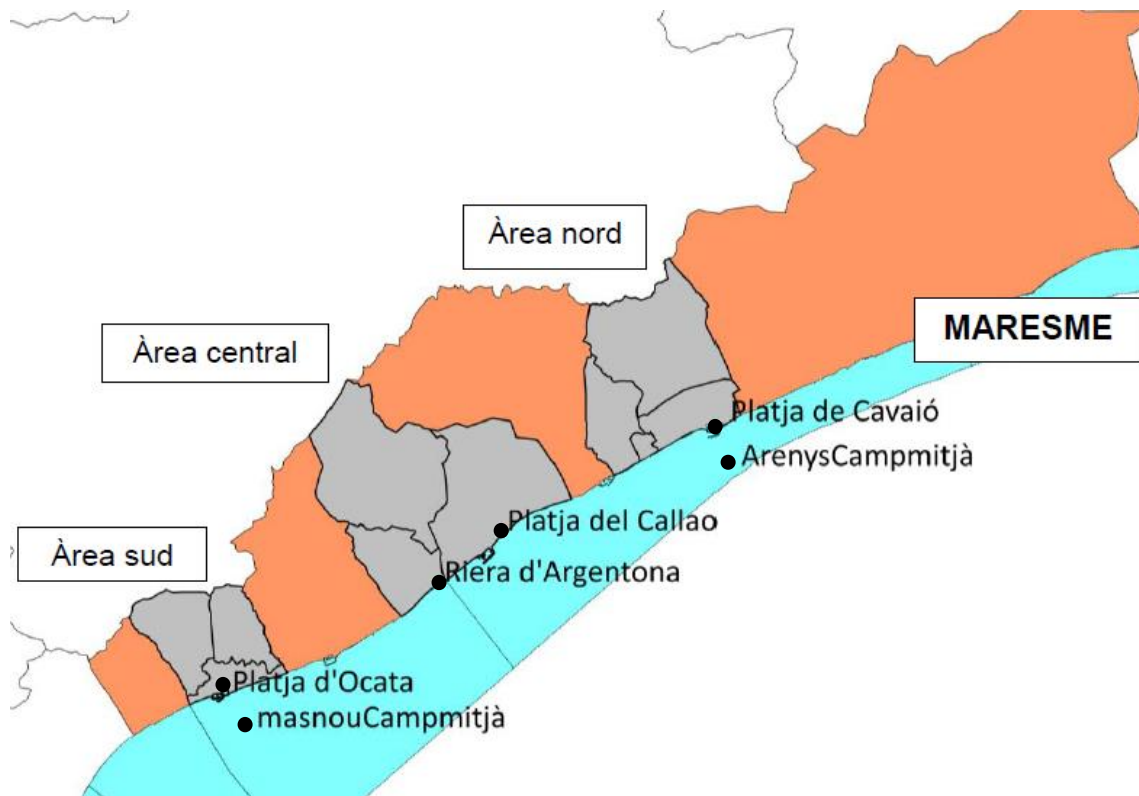 Àrea nord
MARESME
Àrea central
Platja de Cavaió
ArenysCampmitjà
Platja del Callao
Àrea sud
Riera d'Argentona
Platja d'Ocata
masnouCampmitjà